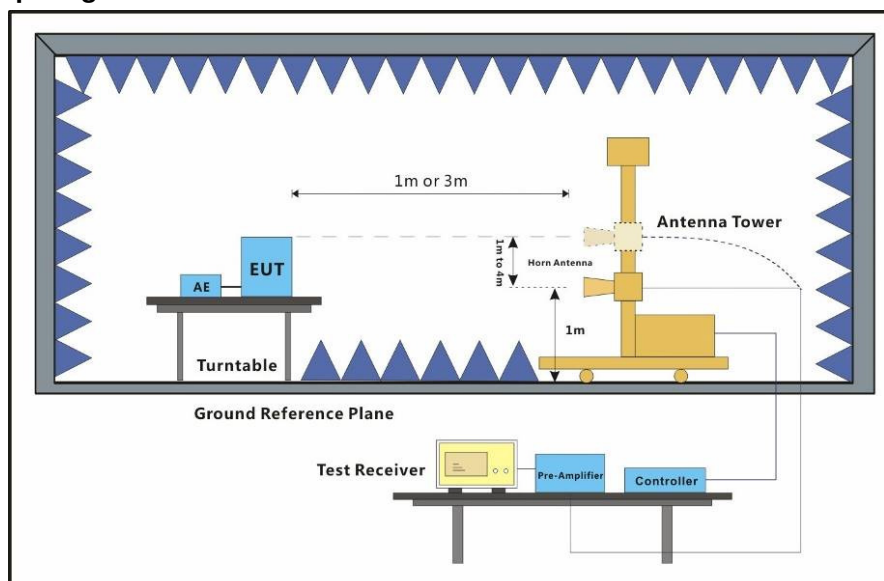 1m or 3m
Antenna Tower
1m to 4m
Horn Antenna
EUT
AE
1m
Turntable
Ground Reference Plane
Test Receiver
Pre-Amplifier
Controller